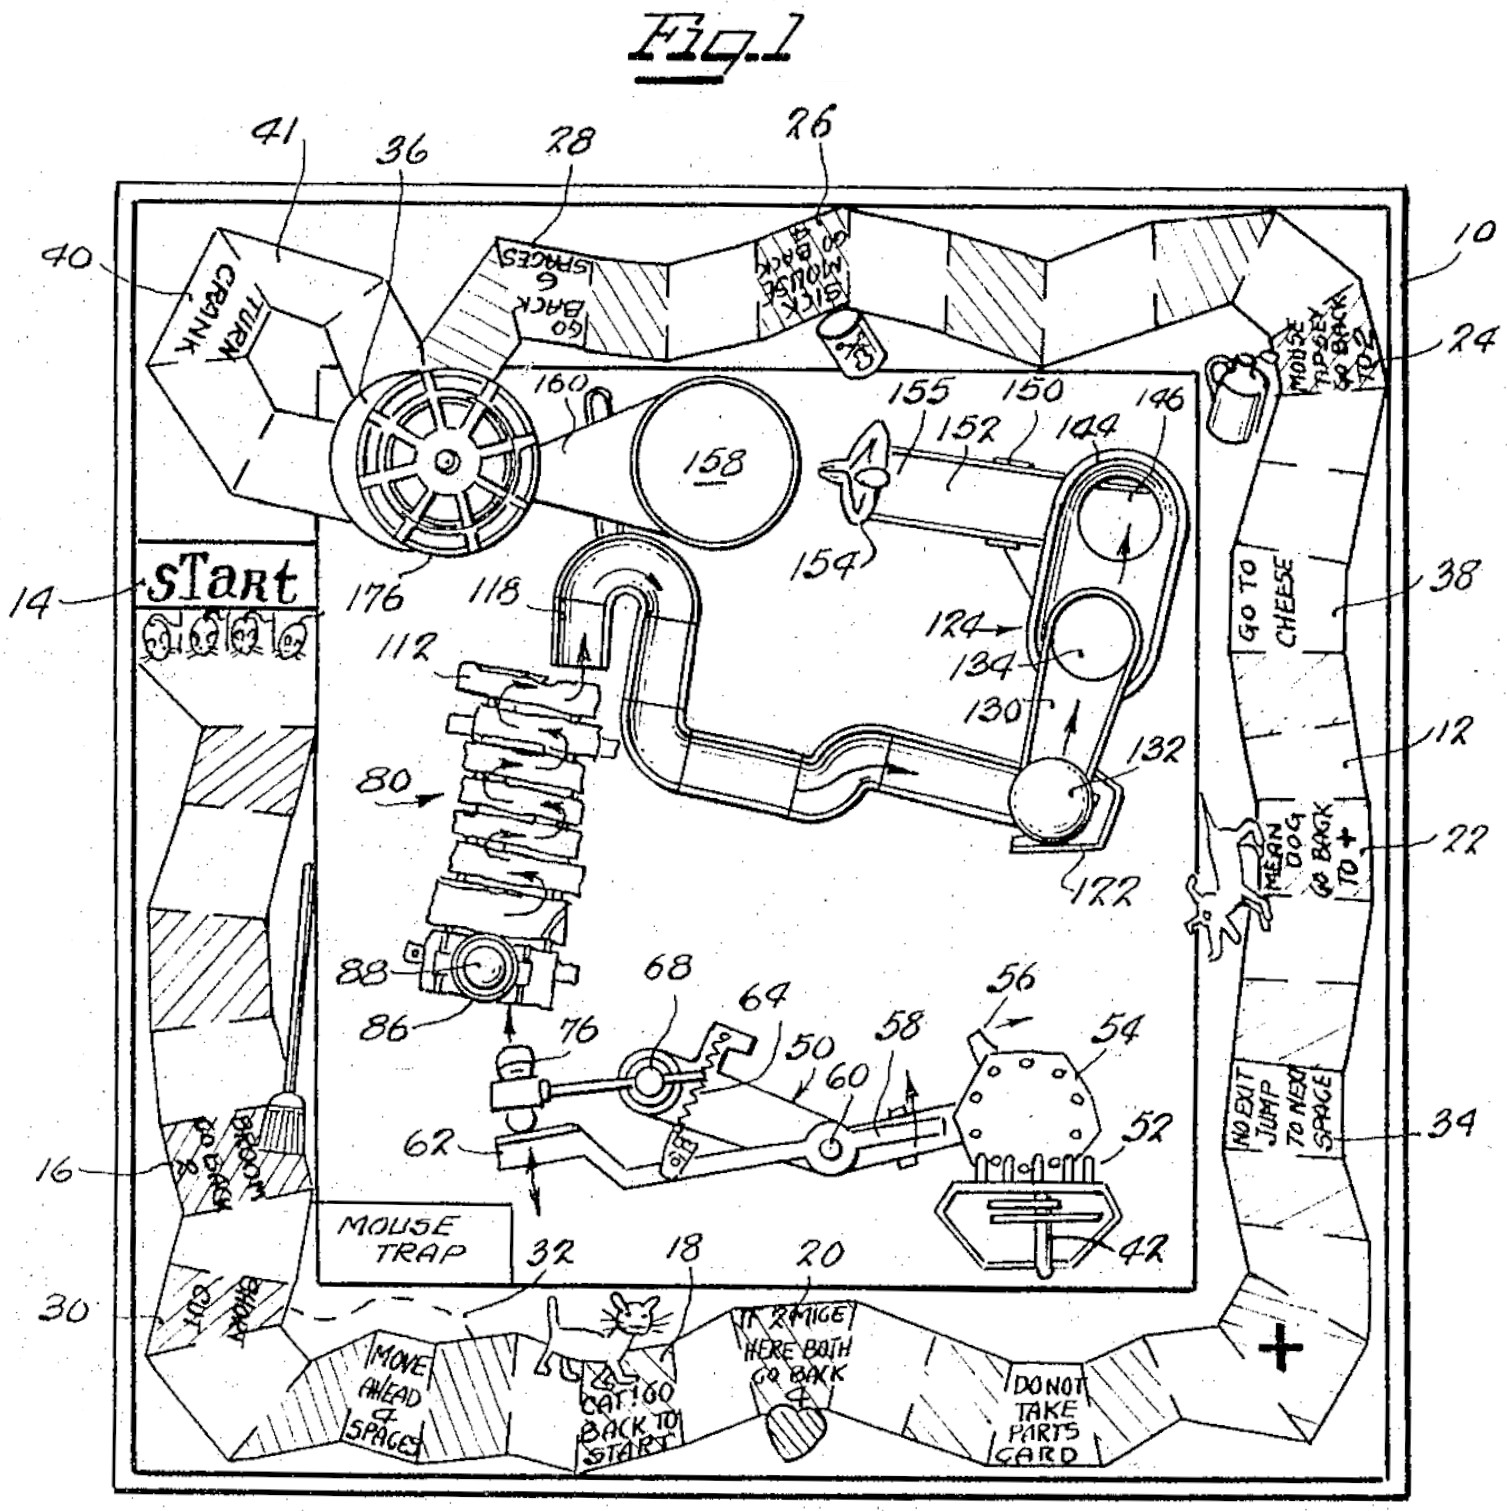 Fig. 1
41
36
28
26
40
10
TURN
CRANK
GO
BACK
6
SPACES
SICK
MOUSE
GO BACK
MOUSE
TIPSEY
GO BACK
TO 2
24
160
158
155
150
152
144
146
154
START
14
176
118
112
124
134
130
132
122
GO TO
CHEESE
38
12
80
MEAN
DOG
GO BACK
TO +
22
88
86
76
68
64
50
60
58
56
54
52
62
42
NO EXIT
JUMP
TO NEXT
SPACE
34
BROOM
GO BACK
2
16
MOUSE
TRAP
32
18
20
SHORT
CUT
30
MOVE
AHEAD
4
SPACES
CAT! GO
BACK TO
START
IF 2 MICE
HERE BOTH
GO BACK
4
DO NOT
TAKE
PARTS
CARD
+